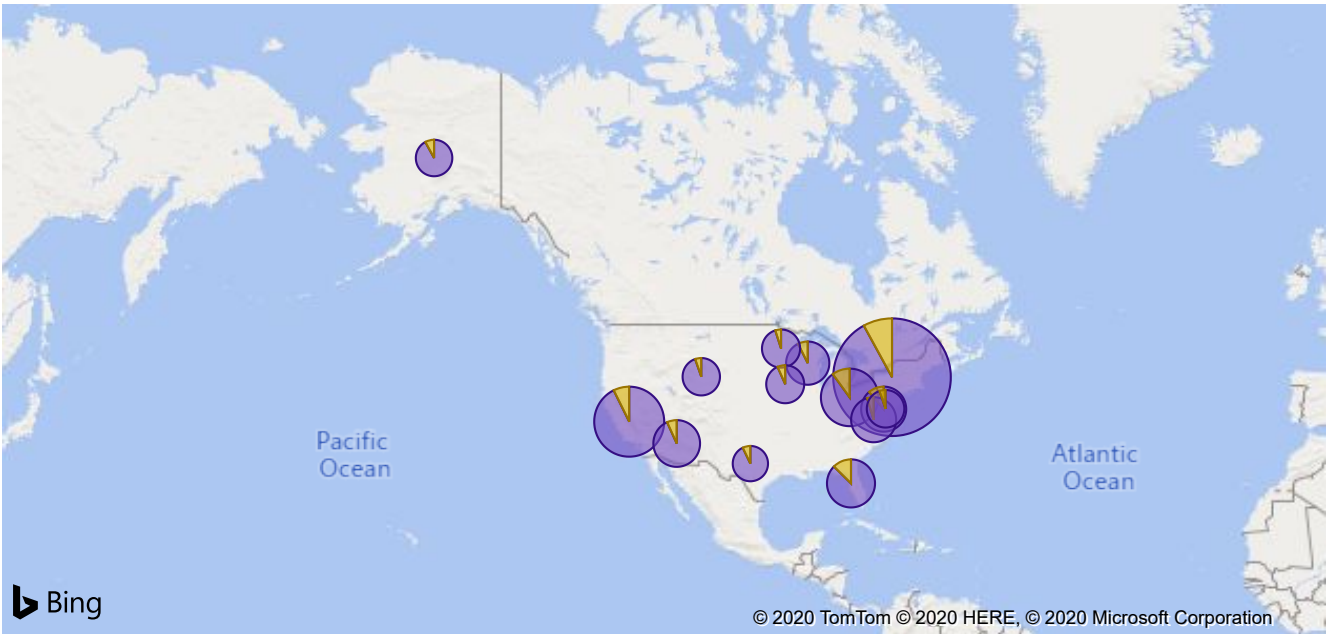 Pacific
Ocean
Atlantic
Ocean
Bing
© 2020 TomTom © 2020 HERE, © 2020 Microsoft Corporation